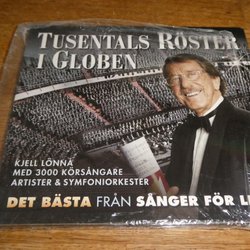 TUSENTALS RÖSTER
I GLOBEN
KJELL LÖNNÅ
MED 3000 KÖRSÅNGARE
ARTISTER & SYMFONIORKESTER
DET BÄSTA FRÅN SÅNGER FÖR